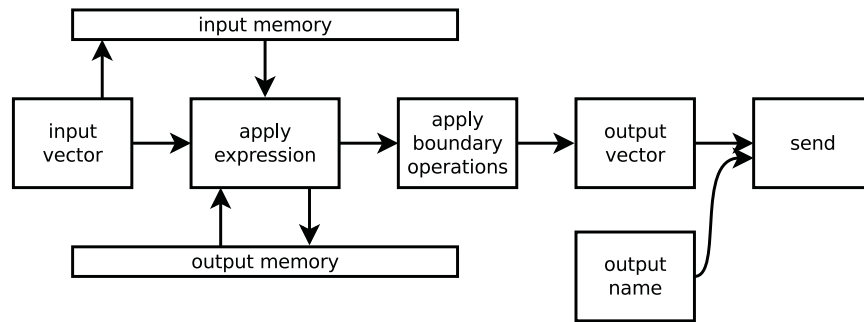 input memory
input
vector
apply
expression
apply
boundary
operations
output
vector
send
output memory
output
name